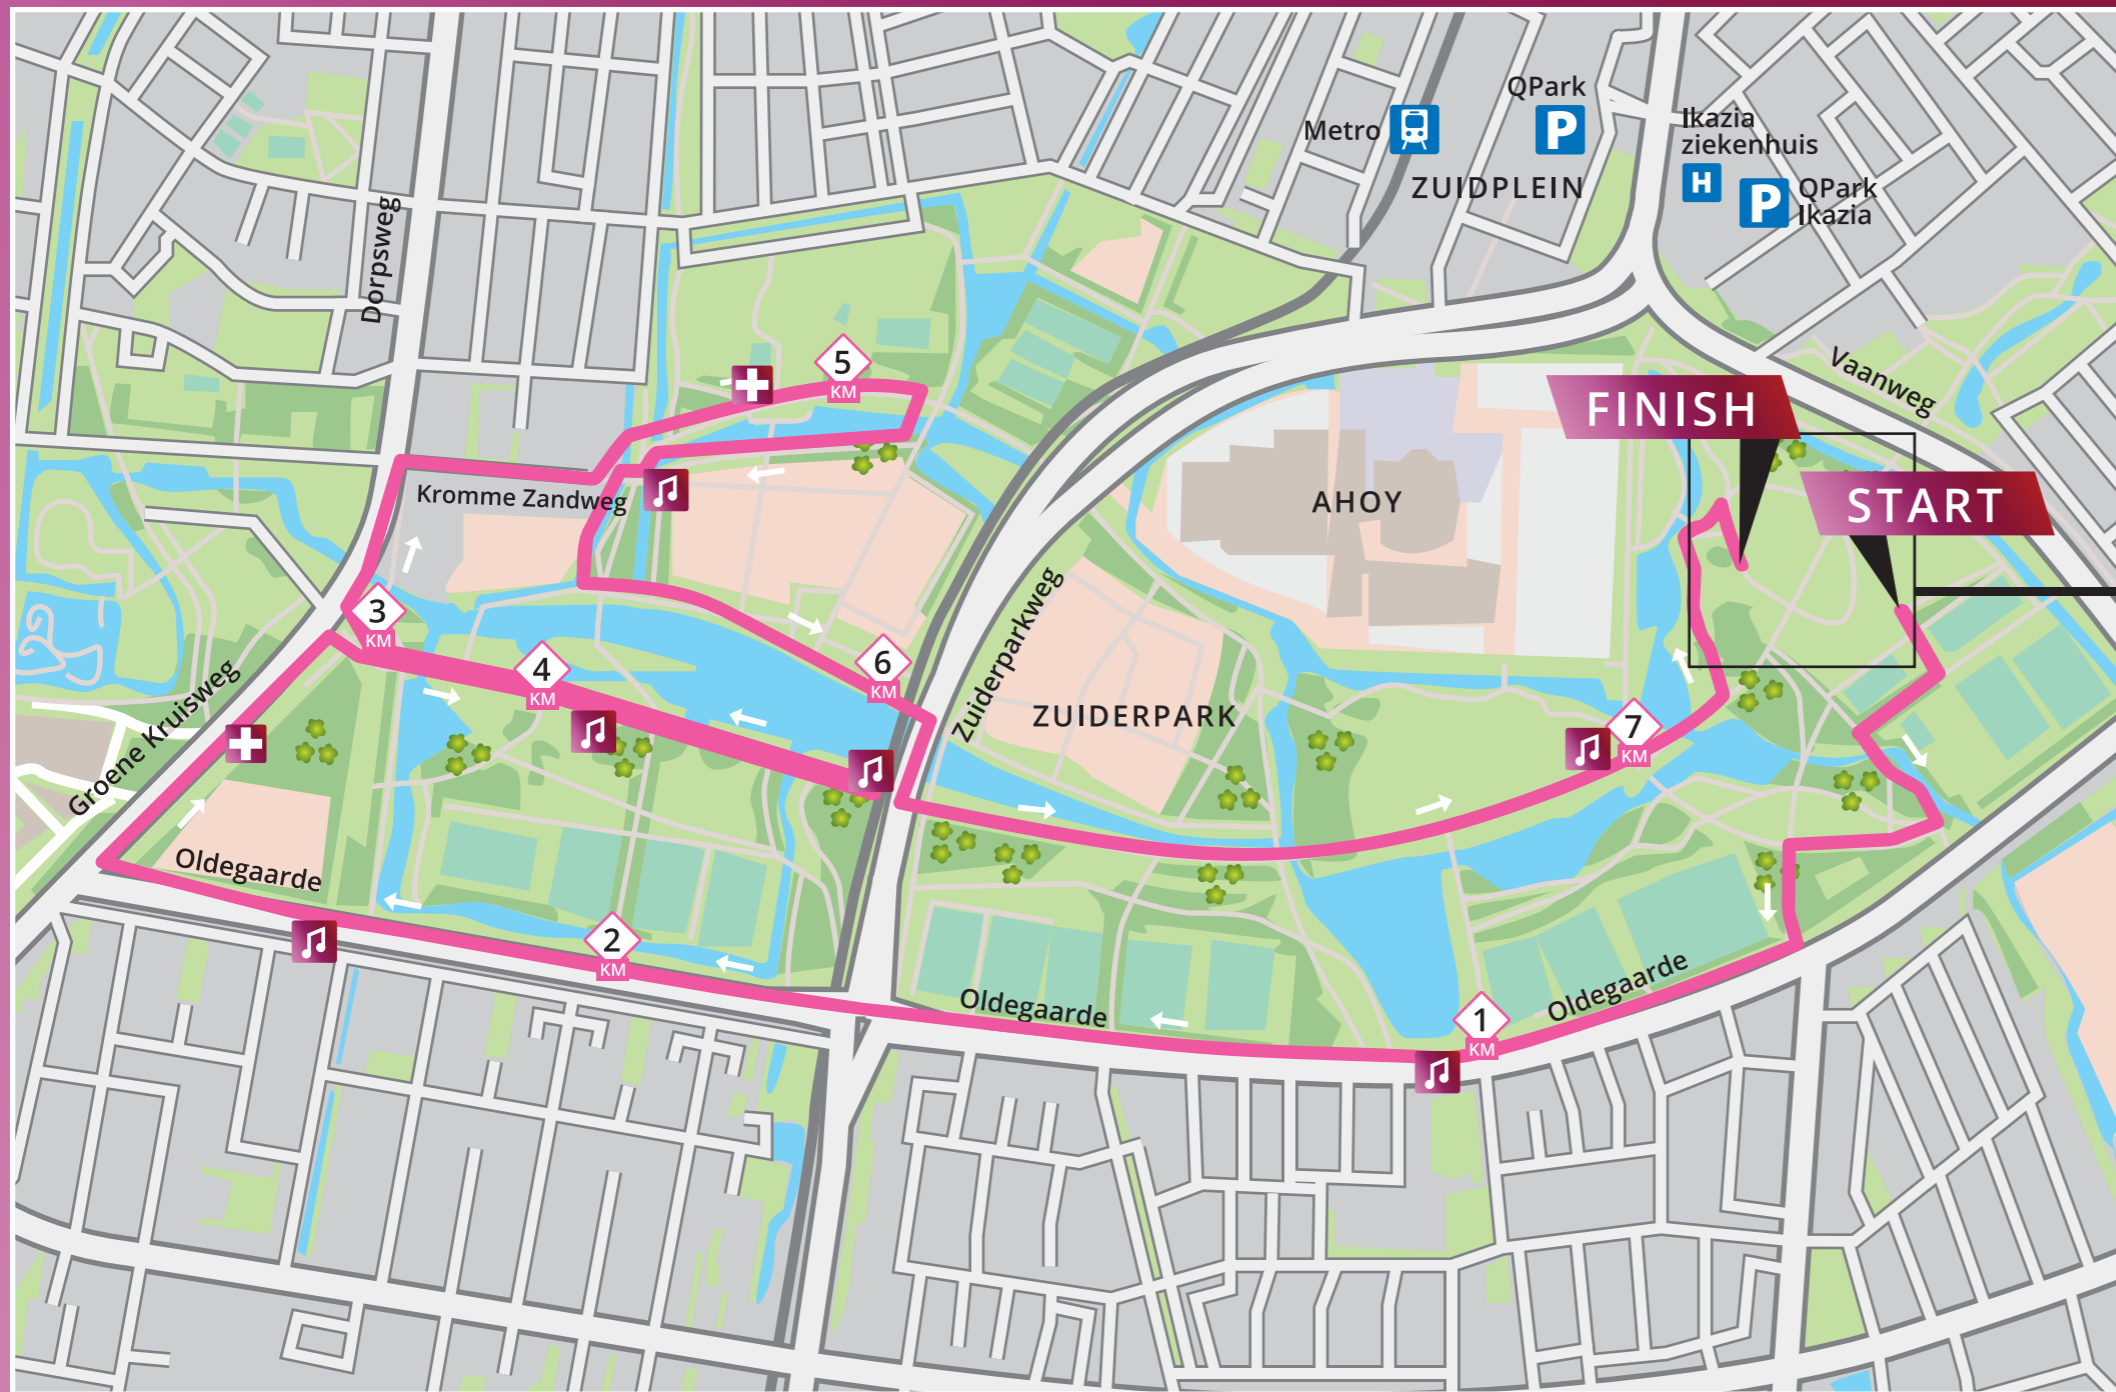 QPark
P
Metro
Ikazia
ziekenhuis
ZUIDPLEIN
H
P
QPark
Ikazia
Dorpsweg
Vaanweg
5
KM
FINISH
START
Kromme Zandweg
AHOY
3
KM
4
KM
6
KM
Zuiderparkweg
Groene Kruisweg
ZUIDERPARK
7
KM
Oldegaarde
2
KM
Oldegaarde
Oldegaarde
1
KM